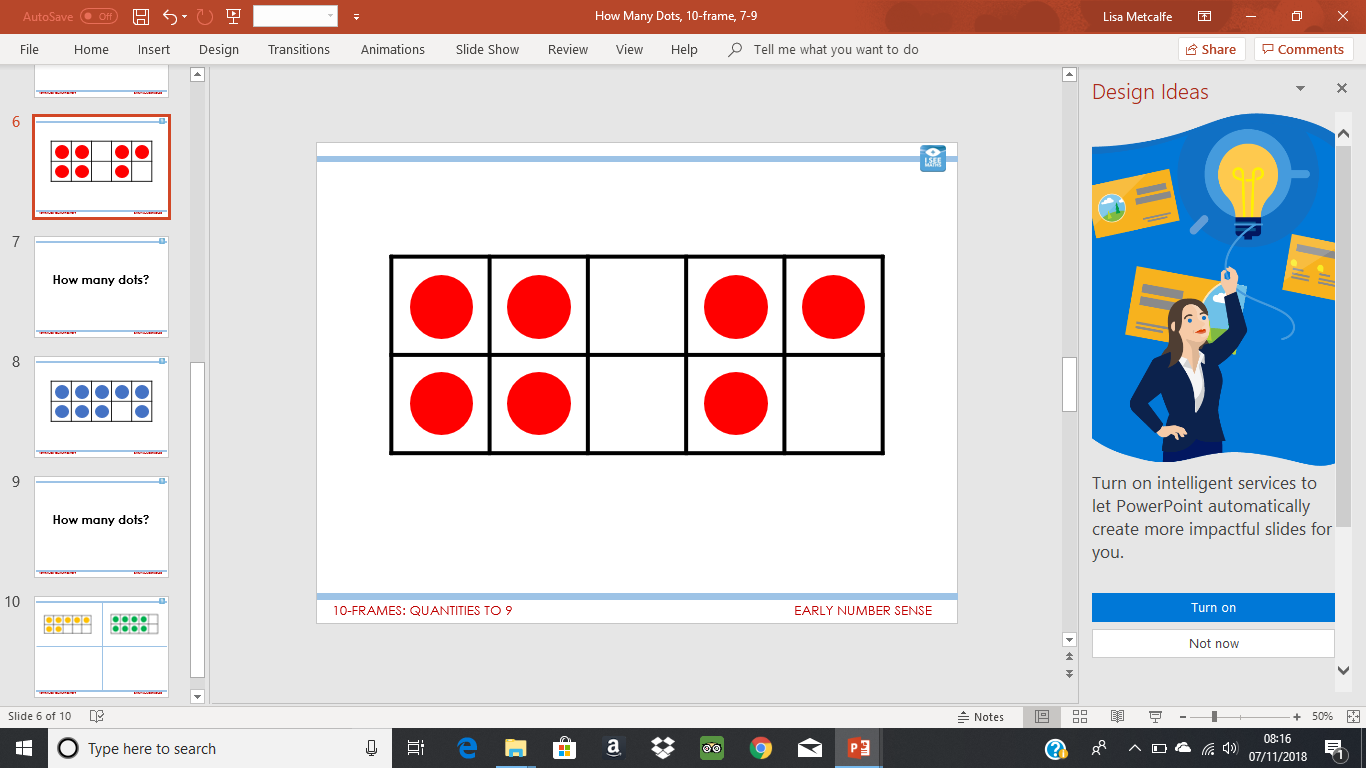 AutoSave Off
How Many Dots, 10-frame, 7-9
Lisa Metcalfe
File Home Insert Design Transitions Animations Slide Show Review View Help Tell me what you want to do
Share Comments
6
7
How many dots?
8
9
How many dots?
10
I SEE
MATHS
10-FRAMES: QUANTITIES TO 9
EARLY NUMBER SENSE
Design Ideas
Turn on intelligent services to
let PowerPoint automatically
create more impactful slides for
you.
Turn on
Not now
Slide 6 of 10
Notes
50%
Type here to search
08:16
07/11/2018
1